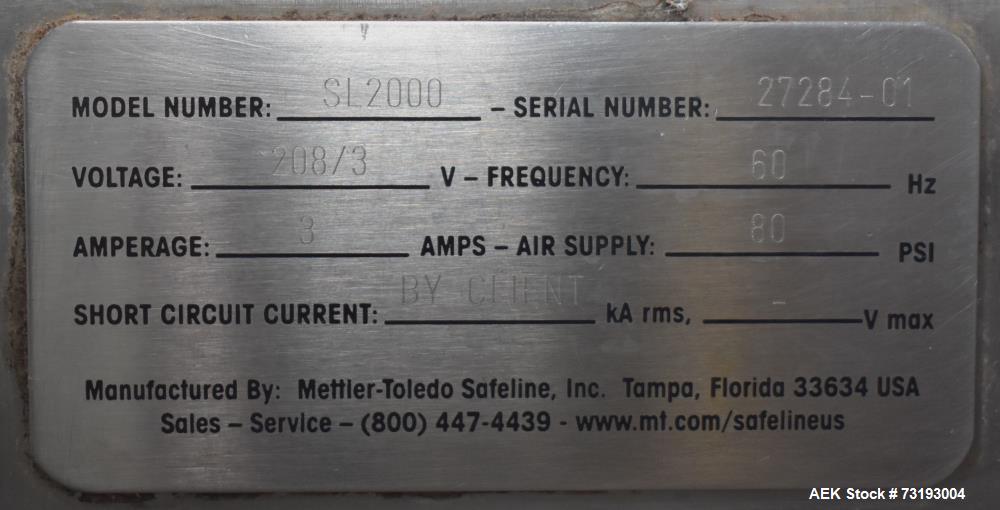 MODEL NUMBER: SL2000 – SERIAL NUMBER: 27284-01
VOLTAGE: 208/3 V – FREQUENCY: 60 Hz
AMPERAGE: 3 AMPS – AIR SUPPLY: 80 PSI
SHORT CIRCUIT CURRENT: BY CLIENT kA rms, - V max
Manufactured By: Mettler-Toledo Safeline, Inc. Tampa, Florida 33634 USA
Sales – Service – (800) 447-4439 - www.mt.com/safelineus
AEK Stock # 73193004